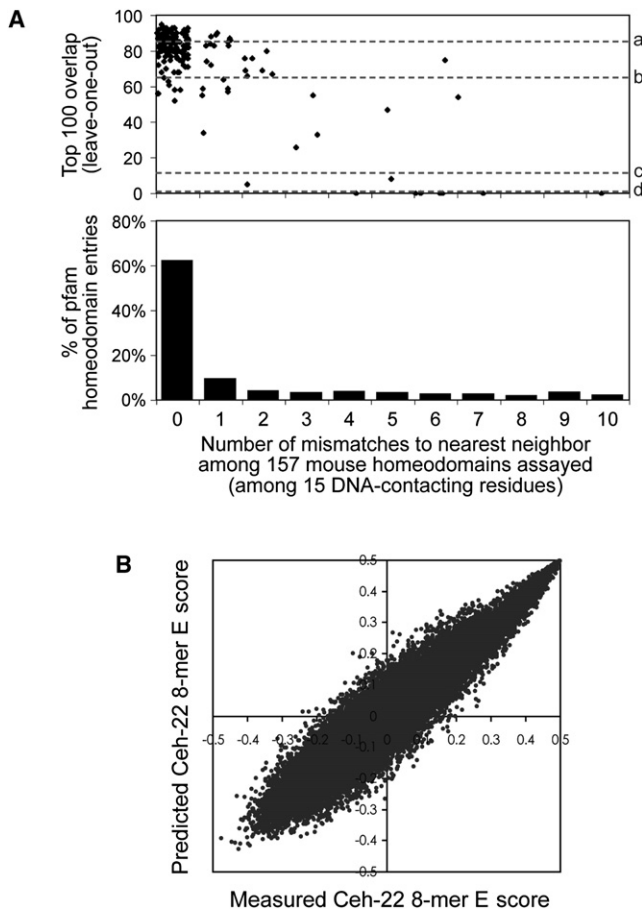 A
Top 100 overlap
(leave-one-out)
100
80
60
40
20
0
a
b
c
d
% of pfam
homeodomain entries
80%
60%
40%
20%
0%
0 1 2 3 4 5 6 7 8 9 10
Number of mismatches to nearest neighbor
among 157 mouse homeodomains assayed
(among 15 DNA-contacting residues)
B
Predicted Ceh-22 8-mer E score
0.5
0.4
0.3
0.2
0.1
0
-0.5 -0.4 -0.3 -0.2 -0.1 0 0.1 0.2 0.3 0.4 0.5
-0.1
-0.2
-0.3
-0.4
-0.5
Measured Ceh-22 8-mer E score